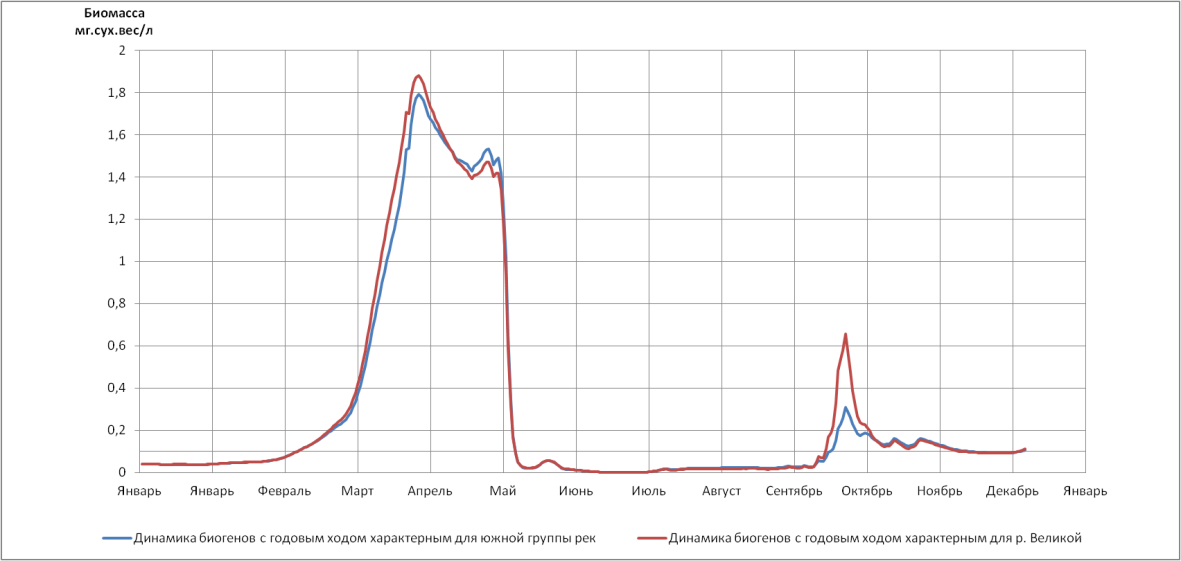 Биомасса
мг.сух.вес/л
2
1,8
1,6
1,4
1,2
1
0,8
0,6
0,4
0,2
0
Январь Январь Февраль Март Апрель Май Июнь Июль Август Сентябрь Октябрь Ноябрь Декабрь Январь
Динамика биогенов с годовым ходом характерным для южной группы рек Динамика биогенов с годовым ходом характерным для р. Великой